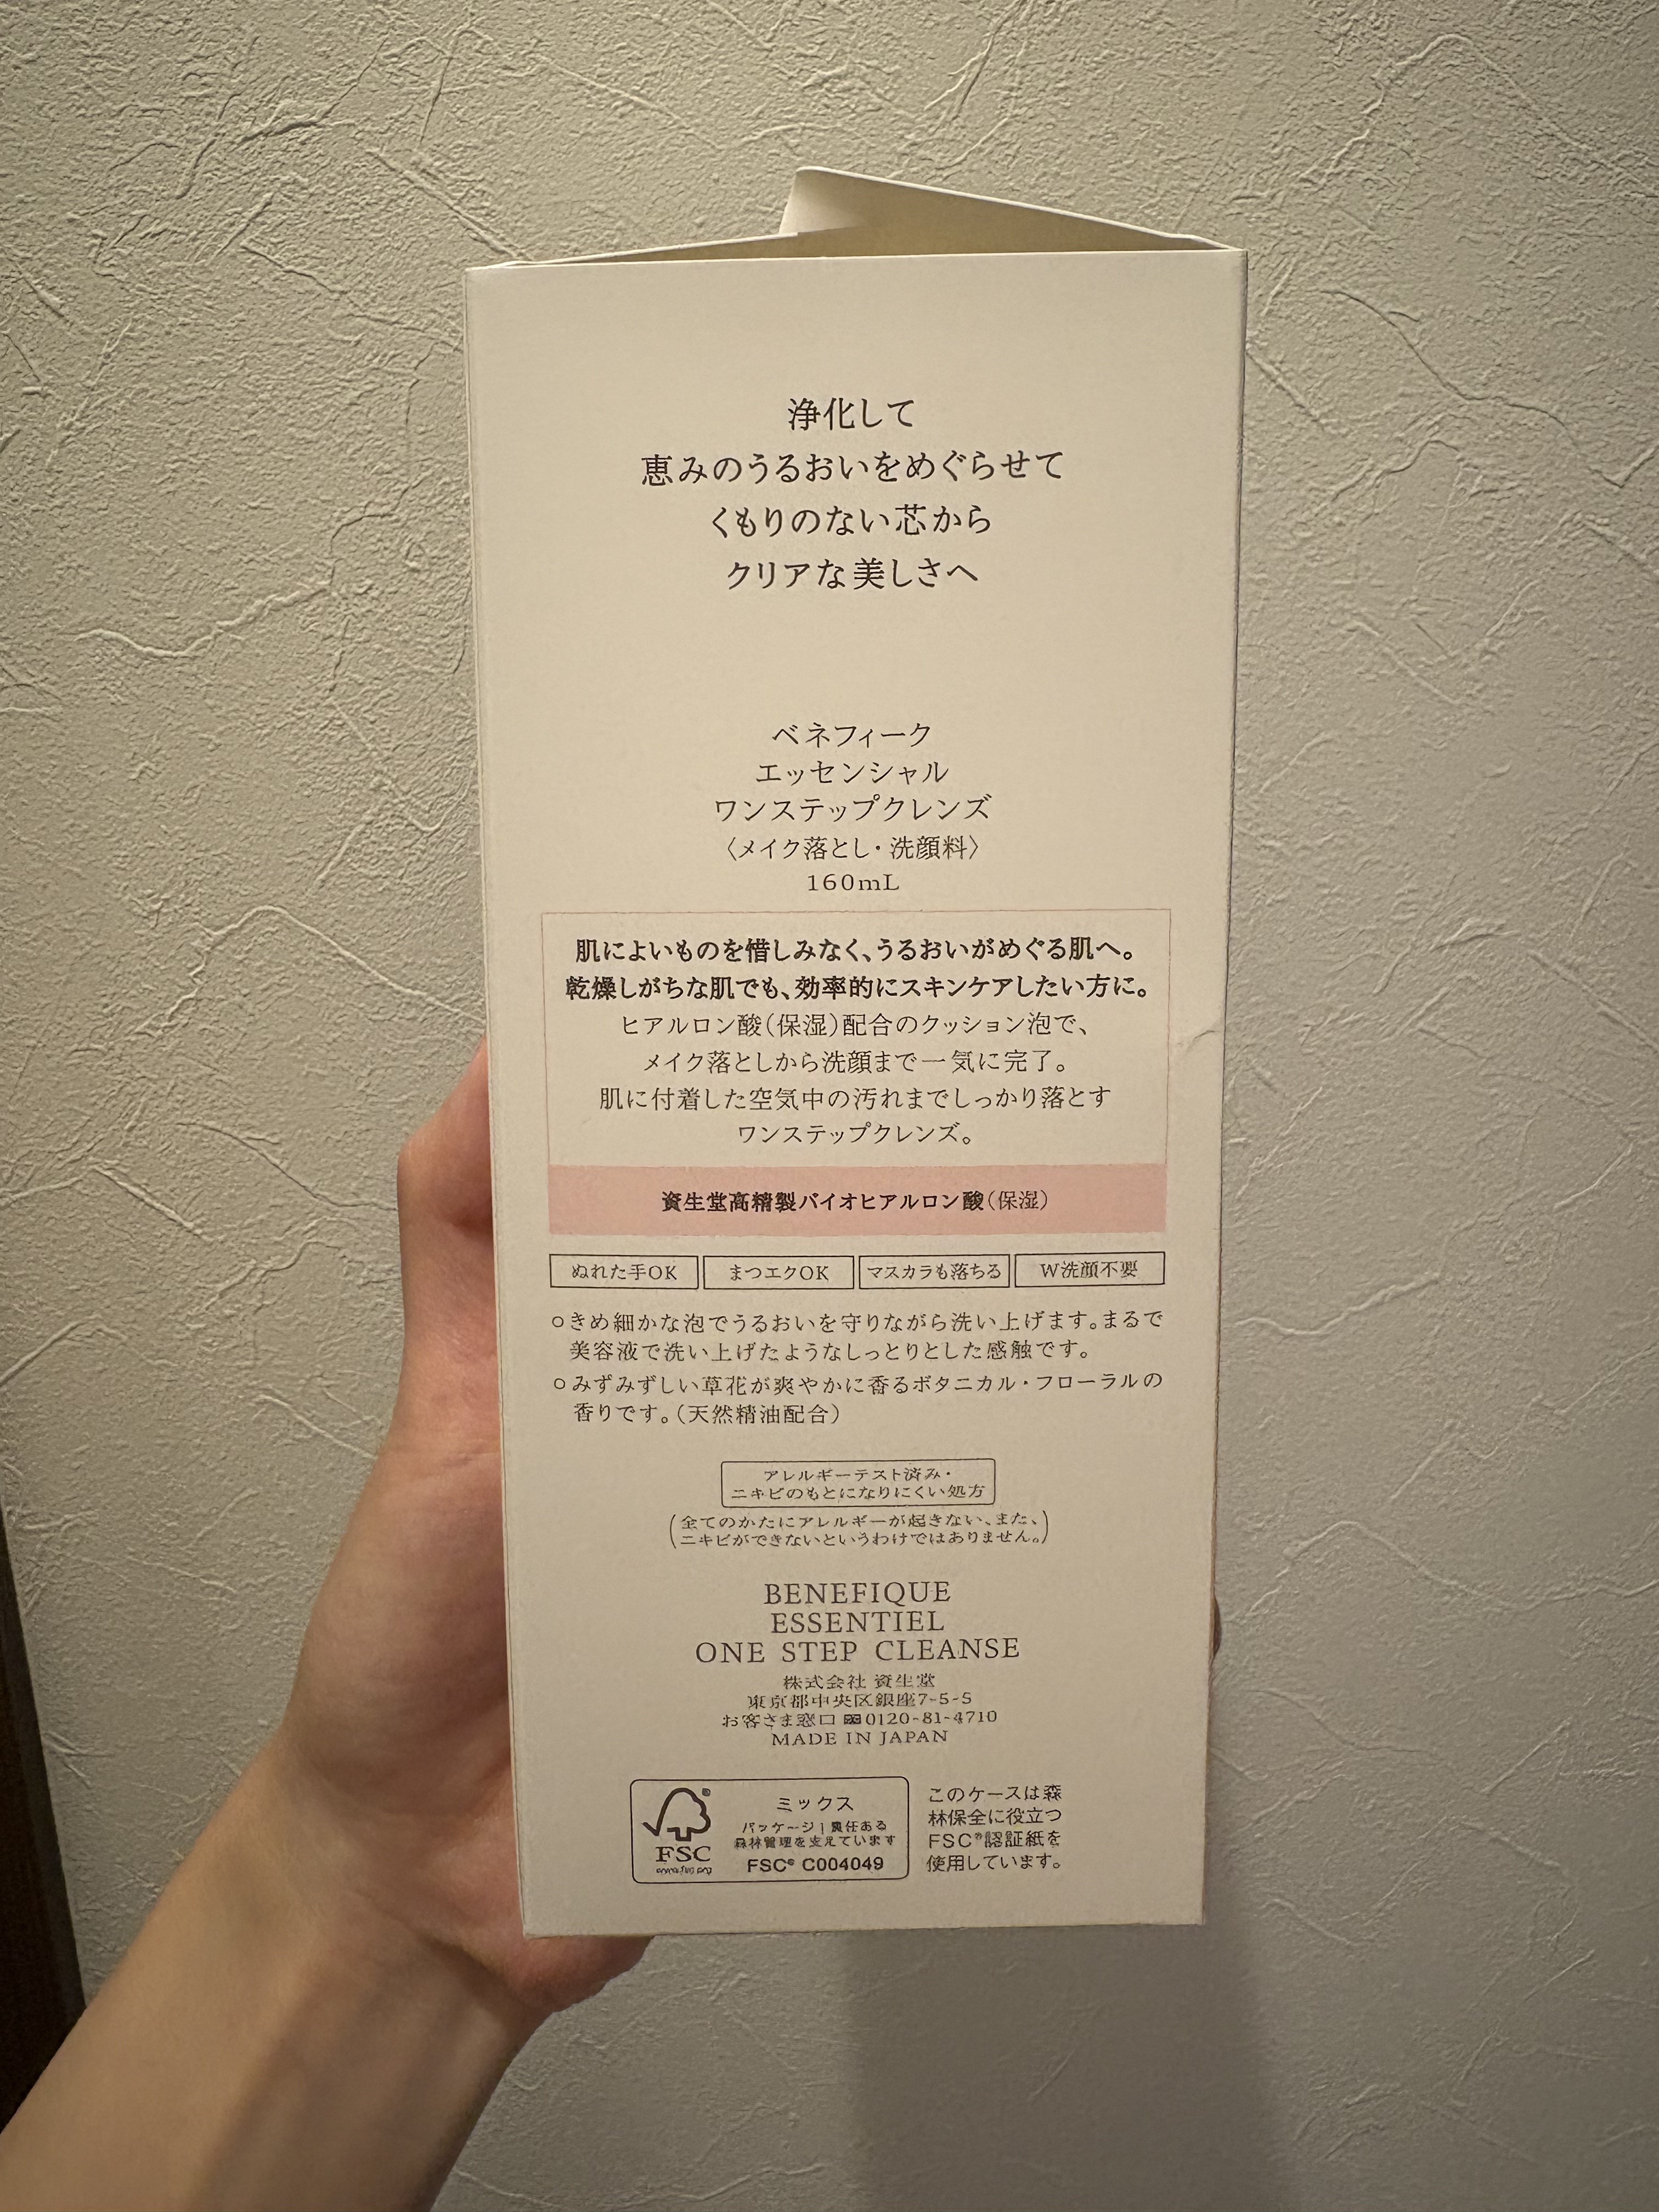 浄化して
恵みのうるおいをめぐらせて
くもりのない芯から
クリアな美しさへ
ベネフィーク
エッセンシャル
ワンステップクレンズ
〈メイク落とし・洗顔料〉
160mL
肌によいものを惜しみなく、うるおいがめぐる肌へ。
乾燥しがちな肌でも、効率的にスキンケアしたい方に。
ヒアルロン酸（保湿）配合のクッション泡で、
メイク落としから洗顔まで一気に完了。
肌に付着した空気中の汚れまでしっかり落とす
ワンステップクレンズ。
資生堂高精製バイオヒアルロン酸（保湿）
ぬれた手OK まつエクOK マスカラも落ちる W洗顔不要
○きめ細かな泡でうるおいを守りながら洗い上げます。まるで
美容液で洗い上げたようなしっとりとした感触です。
○みずみずしい草花が爽やかに香るボタニカル・フローラルの
香りです。（天然精油配合）
アレルギーテスト済み・
ニキビのもとになりにくい処方
（全てのかたにアレルギーが起きない、また、
ニキビができないというわけではありません。）
BENEFIQUE
ESSENTIEL
ONE STEP CLEANSE
株式会社 資生堂
東京都中央区銀座7-5-5
お客さま窓口 0120-81-4710
MADE IN JAPAN
FSC
ミックス
パッケージ | 責任ある
森林管理を支えています
FSC® C004049
このケースは森
林保全に役立つ
FSC®認証紙を
使用しています。